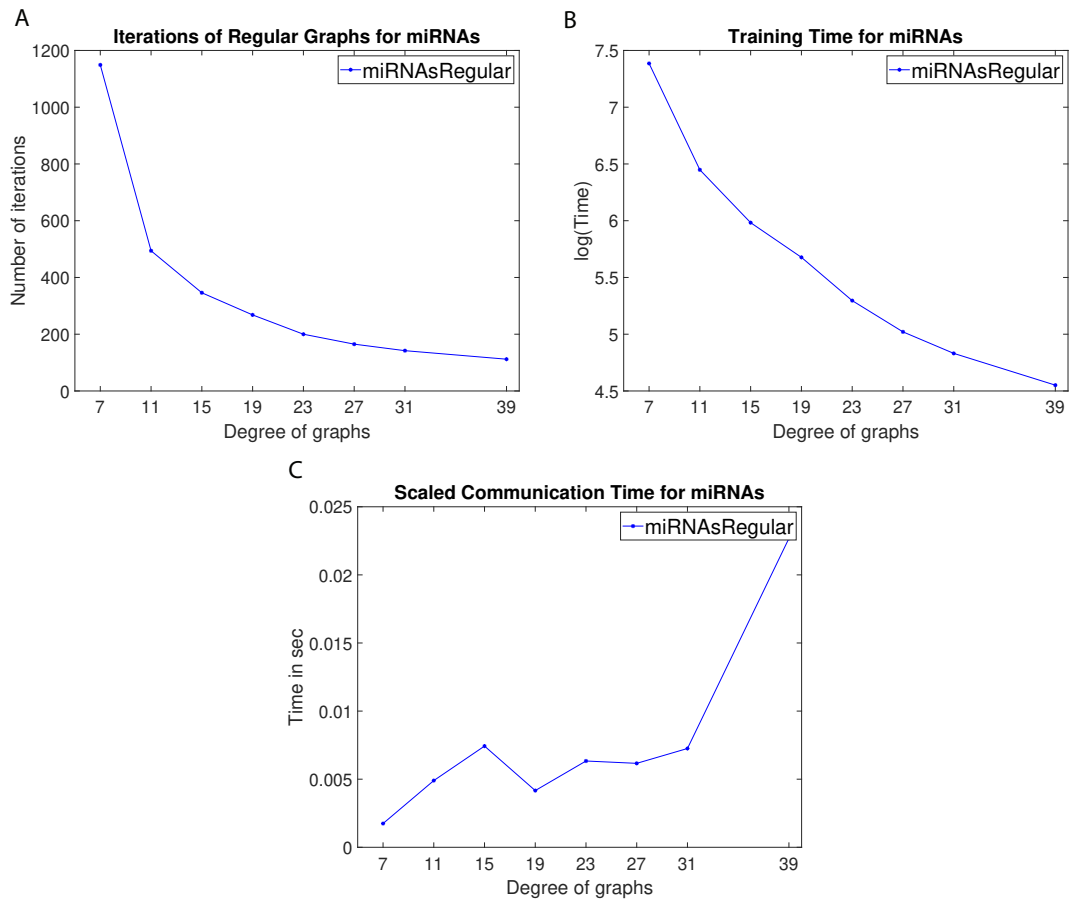 A
Iterations of Regular Graphs for miRNAs
1200
1000
800
600
400
200
0
Number of iterations
miRNAsRegular
7 11 15 19 23 27 31 39
Degree of graphs
B
Training Time for miRNAs
7.5
7
6.5
6
5.5
5
4.5
log(Time)
miRNAsRegular
7 11 15 19 23 27 31 39
Degree of graphs
C
Scaled Communication Time for miRNAs
0.025
0.02
0.015
0.01
0.005
0
Time in sec
miRNAsRegular
7 11 15 19 23 27 31 39
Degree of graphs